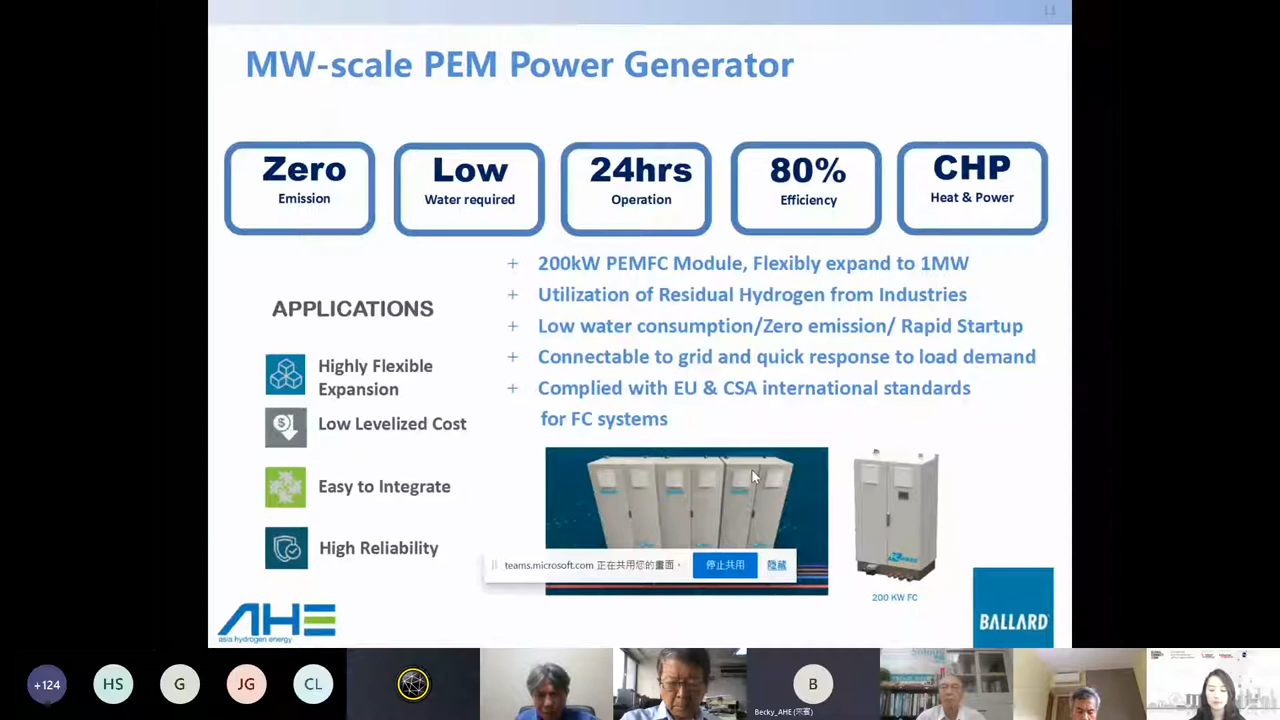 11
MW-scale PEM Power Generator
Zero
Emission
Low
Water required
24hrs
Operation
80%
Efficiency
CHP
Heat & Power
+ 200kW PEMFC Module, Flexibly expand to 1MW
+ Utilization of Residual Hydrogen from Industries
+ Low water consumption/Zero emission/ Rapid Startup
+ Connectable to grid and quick response to load demand
+ Complied with EU & CSA international standards
for FC systems
APPLICATIONS
Highly Flexible
Expansion
Low Levelized Cost
Easy to Integrate
High Reliability
teams.microsoft.com 正在共用您的畫面。
停止共用
隱藏
200 KW FC
AHE
asia hydrogen energy
BALLARD
+124
HS
G
JG
CL
B
Becky_AHE (來賓)